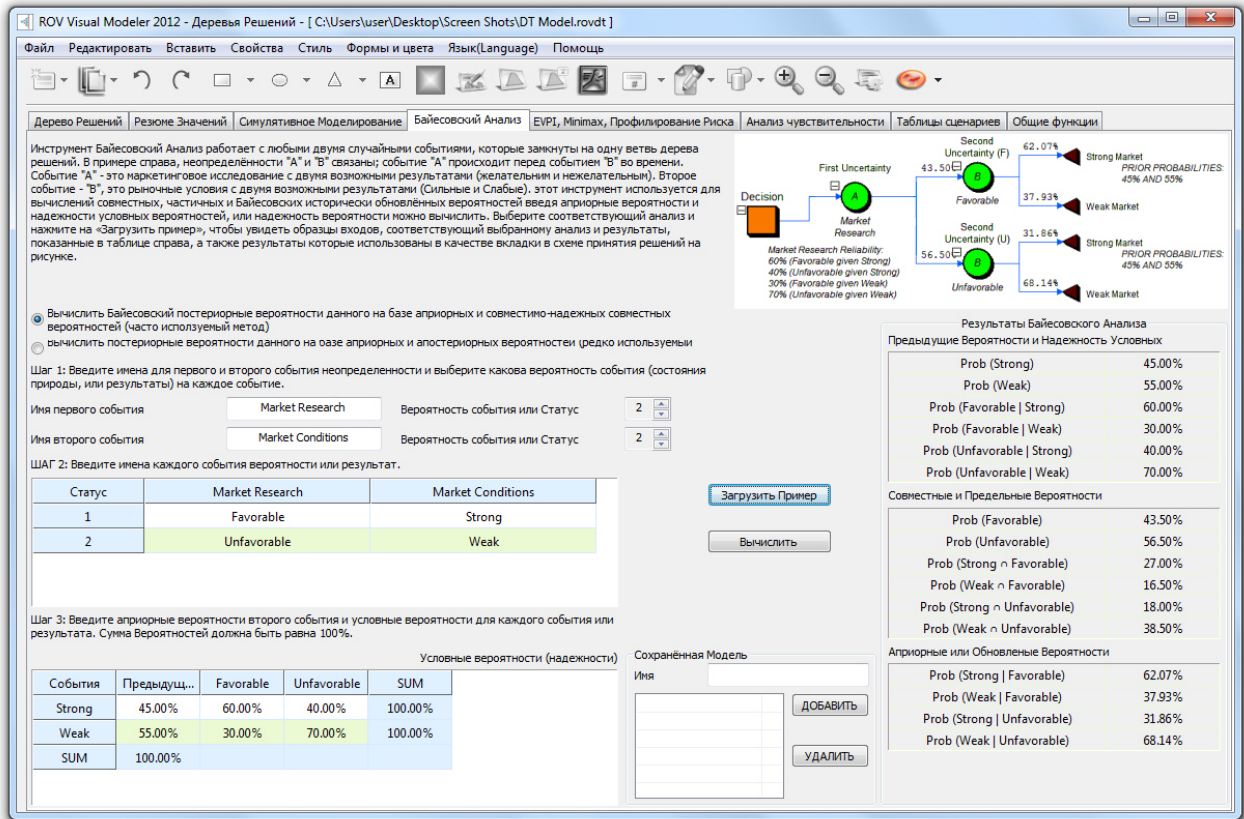 ROV Visual Modeler 2012 - Деревья Решений - [ C:\Users\user\Desktop\Screen Shots\DT Model.rovdt ]
Файл Редактировать Вставить Свойства Стиль Формы и цвета Язык(Language) Помощь
A
#
Дерево Решений Резюме Значений Симулятивное Моделирование Байесовский Анализ EVPI, Minimax, Профилирование Риска Анализ чувствительности Таблицы сценариев Общие функции
Инструмент Байесовский Анализ работает с любыми двумя случайными событиями, которые замкнуты на одну ветвь дерева
решений. В примере справа, неопределённости "A" и "B" связаны; событие "A" происходит перед событием "B" во времени.
Событие "A" - это маркетинговое исследование с двумя возможными результатами (желательним и нежелательным). Второе
событие - "B", это рыночные условия с двумя возможными результатами (Сильные и Слабые). этот инструмент используется для
вычислений совместных, частичных и Байесовских исторически обновлённых вероятностей введя априорные вероятности и
надежности условных вероятностей, или надежность вероятности можно вычислить. Выберите соответствующий анализ и
нажмите на «Загрузить пример», чтобы увидеть образцы входов, соответствующий выбранному анализ и результаты,
показанные в таблице справа, а также результаты которые использованы в качестве вкладки в схеме принятия решений на
рисунке.
Decision
First Uncertainty
A
Market
Research
Market Research Reliability:
60% (Favorable given Strong)
40% (Unfavorable given Strong)
30% (Favorable given Weak)
70% (Unfavorable given Weak)
Second
Uncertainty (F)
43.50
B
Favorable
62.07%
Strong Market
PRIOR PROBABILITIES:
45% AND 55%
37.93%
Weak Market
Second
Uncertainty (U)
56.50
B
Unfavorable
31.86%
Strong Market
PRIOR PROBABILITIES:
45% AND 55%
68.14%
Weak Market
Вычислить Байесовский постериорные вероятности данного на базе априорных и совместимо-надежных совместных
вероятностей (часто исползуемый метод)
вычислить постериорные вероятности данного на базе априорных и апостериорных вероятностей (редко используемый
Шаг 1: Введите имена для первого и второго события неопределенности и выберите какова вероятность события (состояния
природы, или результаты) на каждое событие.
Имя первого события Market Research Вероятность события или Статус 2
Имя второго события Market Conditions Вероятность события или Статус 2
ШАГ 2: Введите имена каждого события вероятности или результат.
Статус Market Research Market Conditions
1 Favorable Strong
2 Unfavorable Weak
Загрузить Пример
Вычислить
Шаг 3: Введите априорные вероятности второго события и условные вероятности для каждого события или
результата. Сумма Вероятностей должна быть равна 100%.
Условные вероятности (надежности)
События Предыдущ... Favorable Unfavorable SUM
Strong 45.00% 60.00% 40.00% 100.00%
Weak 55.00% 30.00% 70.00% 100.00%
SUM 100.00%
Сохранённая Модель
Имя
ДОБАВИТЬ
УДАЛИТЬ
Результаты Байесовского Анализа
Предыдущие Вероятности и Надежность Условных
Prob (Strong) 45.00%
Prob (Weak) 55.00%
Prob (Favorable | Strong) 60.00%
Prob (Favorable | Weak) 30.00%
Prob (Unfavorable | Strong) 40.00%
Prob (Unfavorable | Weak) 70.00%
Совместные и Предельные Вероятности
Prob (Favorable) 43.50%
Prob (Unfavorable) 56.50%
Prob (Strong ∩ Favorable) 27.00%
Prob (Weak ∩ Favorable) 16.50%
Prob (Strong ∩ Unfavorable) 18.00%
Prob (Weak ∩ Unfavorable) 38.50%
Априорные или Обновленые Вероятности
Prob (Strong | Favorable) 62.07%
Prob (Weak | Favorable) 37.93%
Prob (Strong | Unfavorable) 31.86%
Prob (Weak | Unfavorable) 68.14%